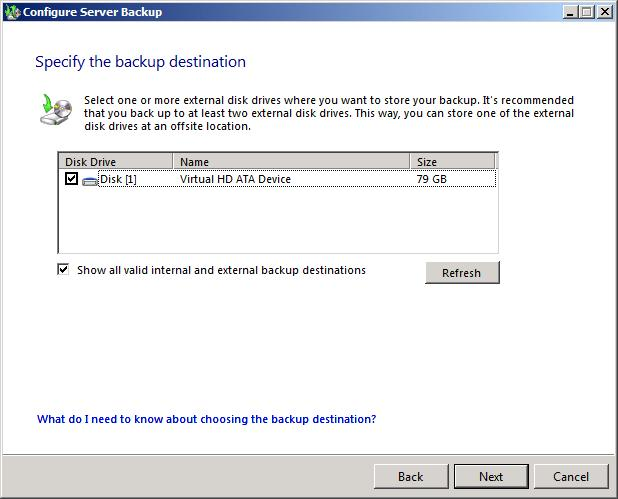 Configure Server Backup
Specify the backup destination
Select one or more external disk drives where you want to store your backup. It's recommended
that you back up to at least two external disk drives. This way, you can store one of the external
disk drives at an offsite location.
Disk Drive Name Size
Disk [1] Virtual HD ATA Device 79 GB
Show all valid internal and external backup destinations
Refresh
What do I need to know about choosing the backup destination?
Back Next Cancel